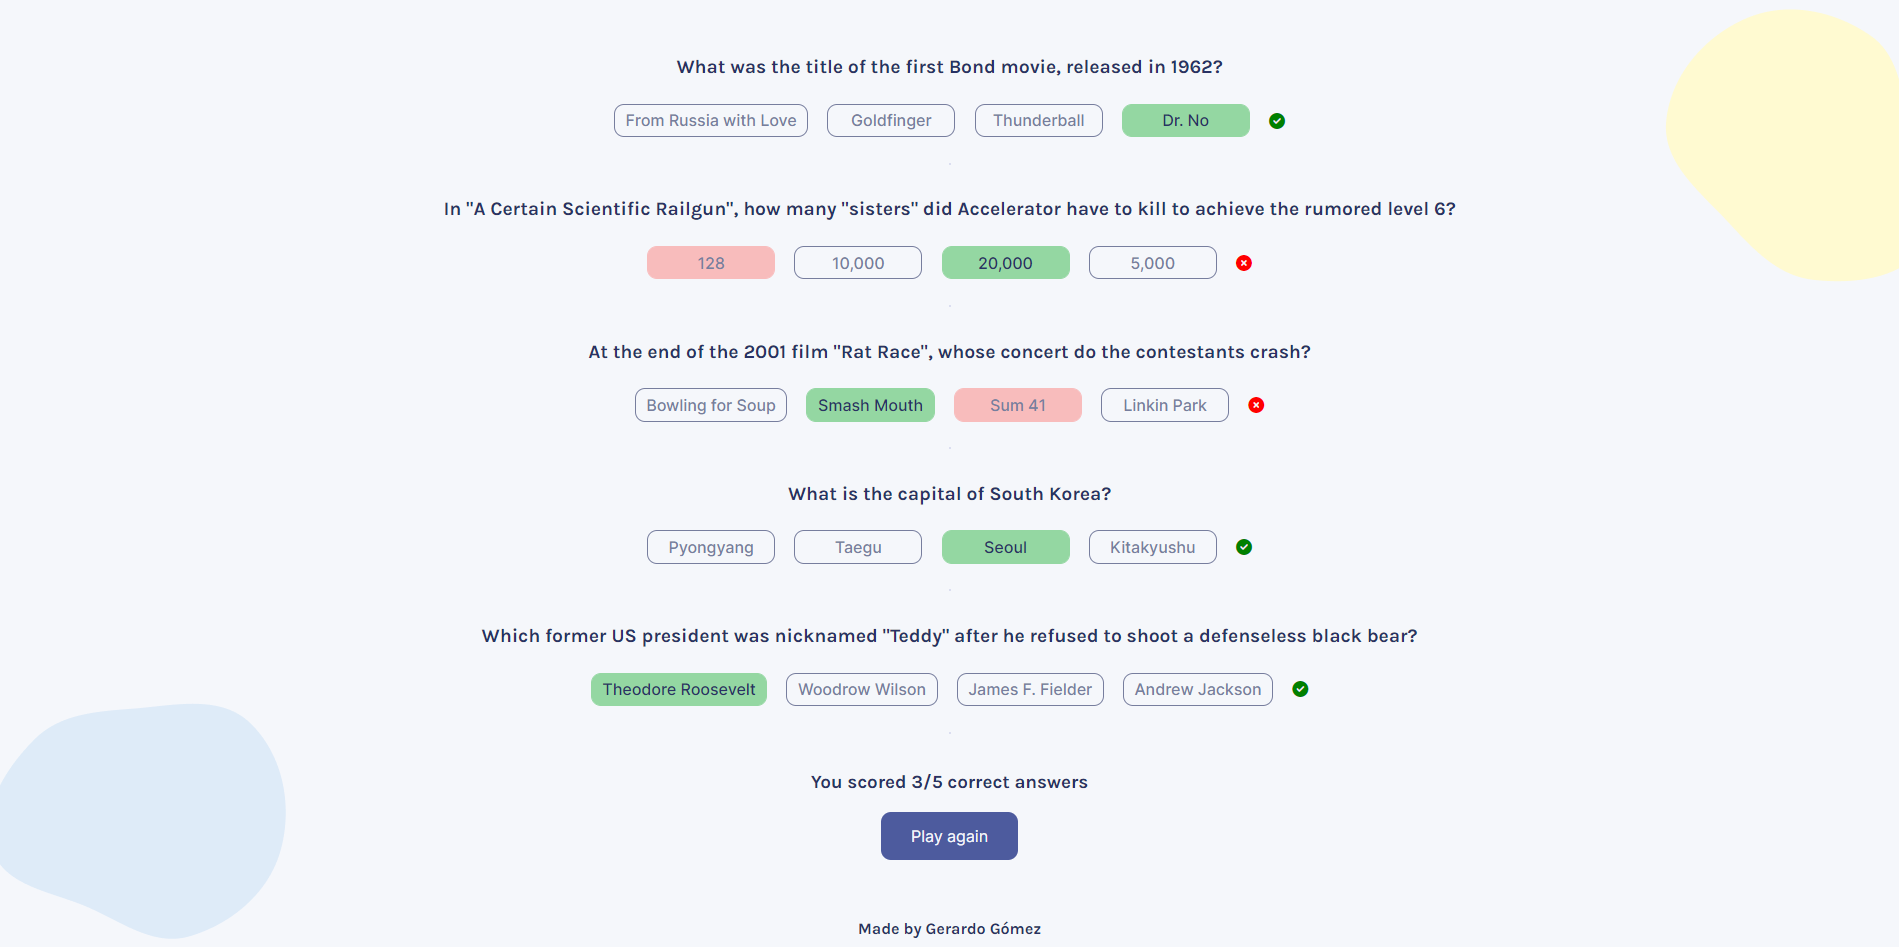 What was the title of the first Bond movie, released in 1962?
From Russia with Love Goldfinger Thunderball Dr. No
In "A Certain Scientific Railgun", how many "sisters" did Accelerator have to kill to achieve the rumored level 6?
128 10,000 20,000 5,000
At the end of the 2001 film "Rat Race", whose concert do the contestants crash?
Bowling for Soup Smash Mouth Sum 41 Linkin Park
What is the capital of South Korea?
Pyongyang Taegu Seoul Kitakyushu
Which former US president was nicknamed "Teddy" after he refused to shoot a defenseless black bear?
Theodore Roosevelt Woodrow Wilson James F. Fielder Andrew Jackson
You scored 3/5 correct answers
Play again
Made by Gerardo Gómez